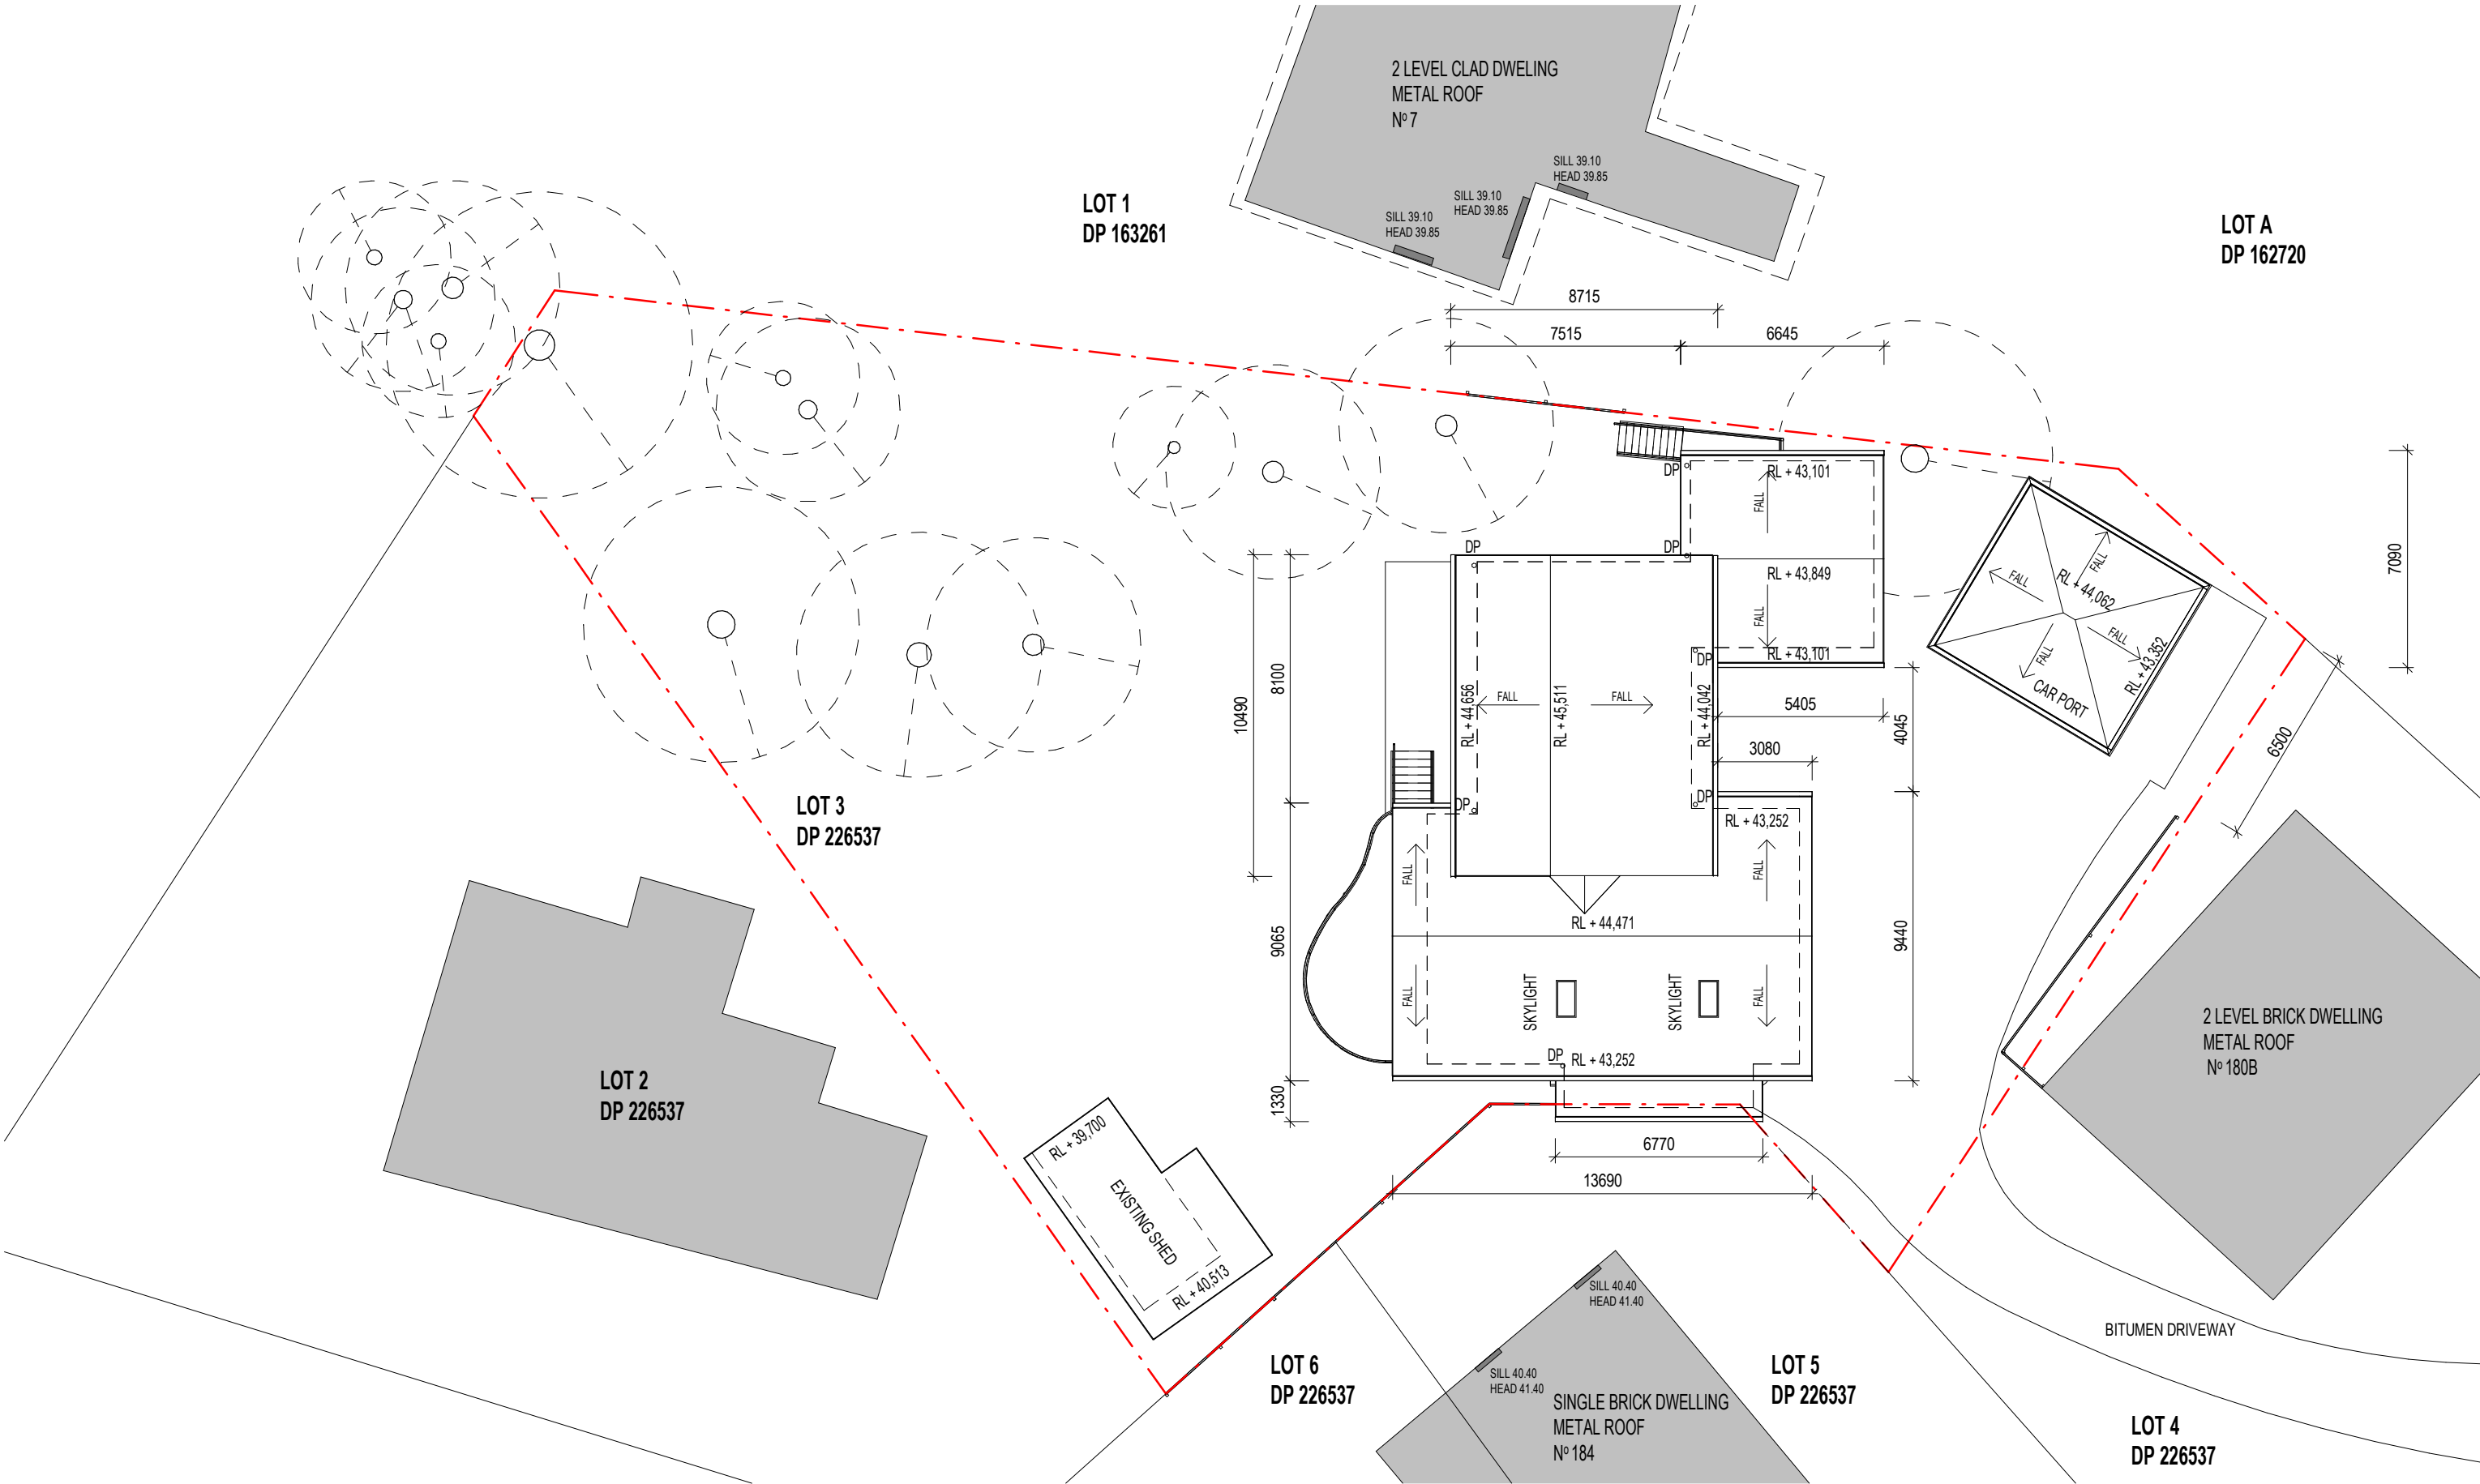 2 LEVEL CLAD DWELING
METAL ROOF
Nº 7
SILL 39.10
HEAD 39.85
SILL 39.10
HEAD 39.85
SILL 39.10
HEAD 39.85
LOT 1
DP 163261
LOT A
DP 162720
8715
7515
6645
DP
RL + 43,101
FALL
DP
DP
RL + 43,849
FALL
DP
RL + 43,101
7090
FALL
FALL
RL + 44,062
FALL
FALL
RL + 43,352
CAR PORT
10490
8100
RL + 44,656
FALL
RL + 45,511
FALL
RL + 44,042
5405
4045
3080
6500
DP
DP
RL + 43,252
LOT 3
DP 226537
FALL
FALL
RL + 44,471
9065
9440
FALL
SKYLIGHT
SKYLIGHT
FALL
DP
RL + 43,252
2 LEVEL BRICK DWELLING
METAL ROOF
Nº 180B
LOT 2
DP 226537
1330
6770
13690
RL + 39,700
EXISTING SHED
RL + 40,513
SILL 40.40
HEAD 41.40
SILL 40.40
HEAD 41.40
BITUMEN DRIVEWAY
LOT 6
DP 226537
LOT 5
DP 226537
SINGLE BRICK DWELLING
METAL ROOF
Nº 184
LOT 4
DP 226537